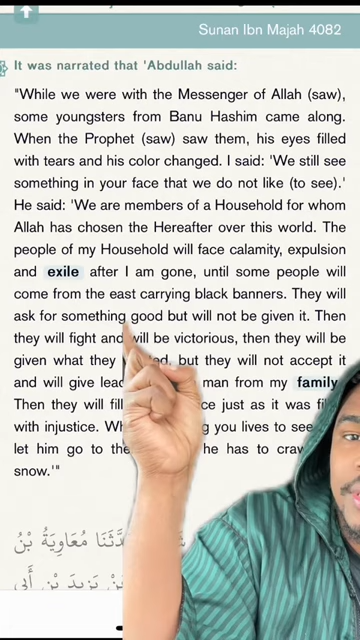 Sunan Ibn Majah 4082
It was narrated that 'Abdullah said:
"While we were with the Messenger of Allah (saw),
some youngsters from Banu Hashim came along.
When the Prophet (saw) saw them, his eyes filled
with tears and his color changed. I said: 'We still see
something in your face that we do not like (to see).'
He said: 'We are members of a Household for whom
Allah has chosen the Hereafter over this world. The
people of my Household will face calamity, expulsion
and exile after I am gone, until some people will
come from the east carrying black banners. They will
ask for something good but will not be given it. Then
they will fight and will be victorious, then they will be
given what they but they will not accept it
and will give man from my family
Then they will just as it was
with injustice. you lives to see
let him go to he has to
snow.'"
مُعَاوِيَةُ بْنُ
بْنِ أَبِي